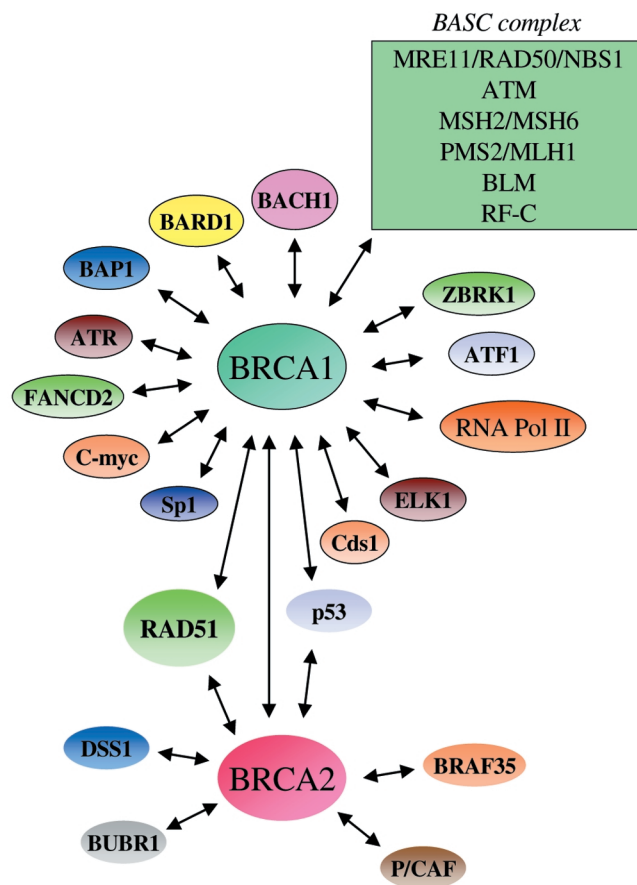 BASC complex
MRE11/RAD50/NBS1
ATM
MSH2/MSH6
PMS2/MLH1
BLM
RF-C
BACH1
BARD1
BAP1
ZBRK1
ATR
ATF1
BRCA1
FANCD2
RNA Pol II
C-myc
Sp1
ELK1
Cds1
RAD51
p53
DSS1
BRCA2
BRAF35
BUBR1
P/CAF